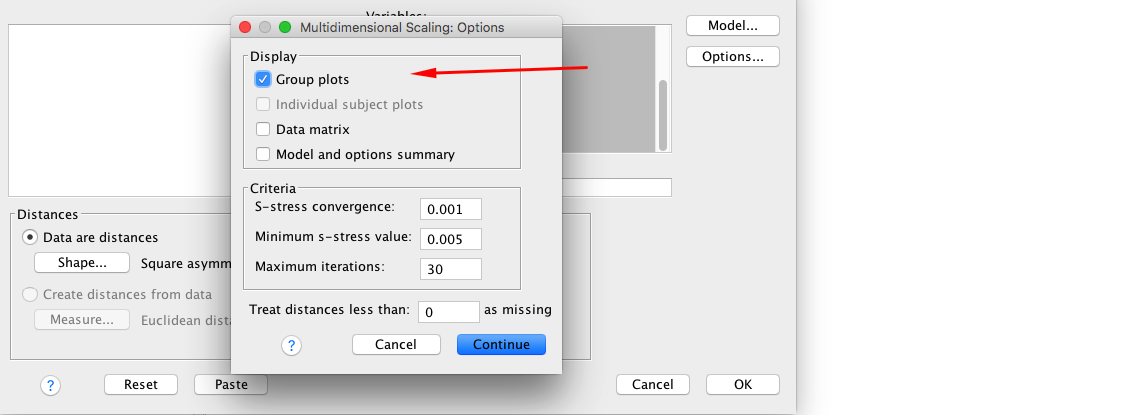 Variables:
Multidimensional Scaling: Options
Model...
Options...
Display
Group plots
Individual subject plots
Data matrix
Model and options summary
Criteria
S-stress convergence: 0.001
Minimum s-stress value: 0.005
Maximum iterations: 30
Treat distances less than: 0 as missing
? Cancel Continue
Distances
Data are distances
Shape... Square asymm
Create distances from data
Measure... Euclidean dist
? Reset Paste Cancel OK